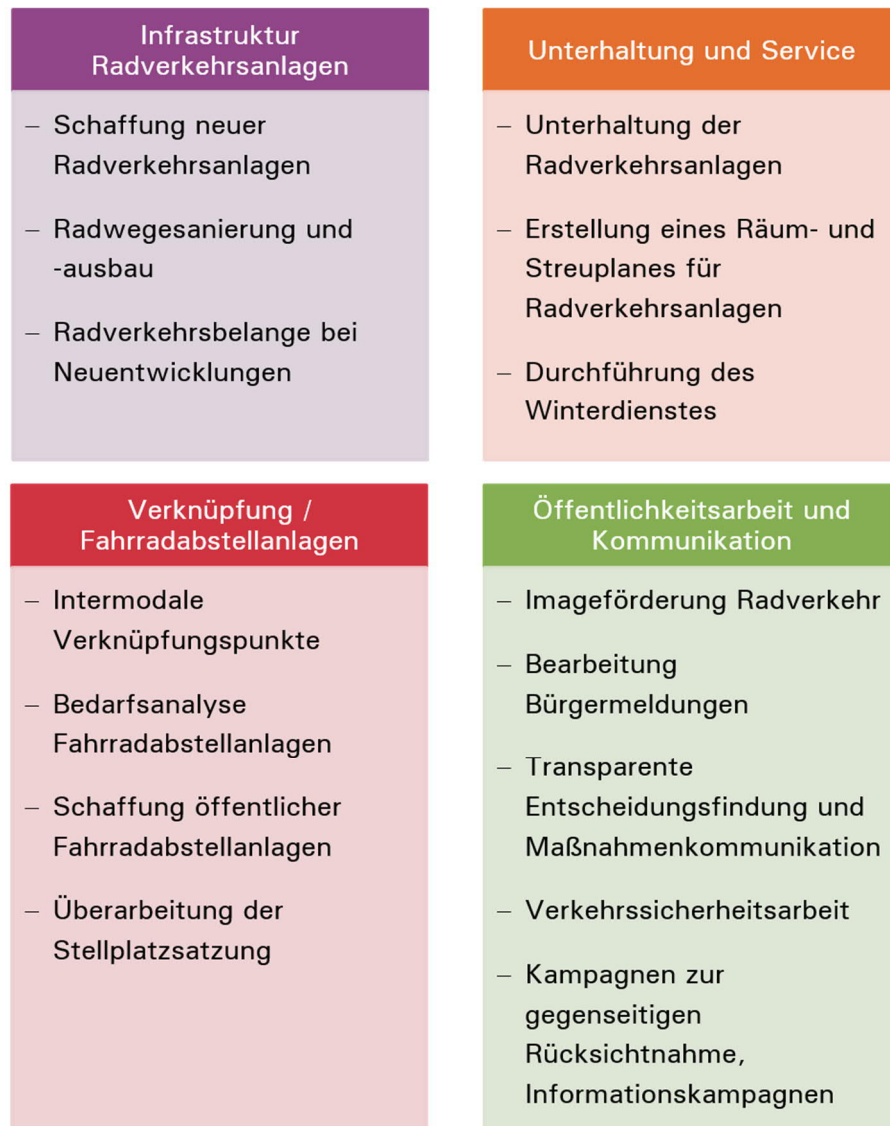 Infrastruktur
Radverkehrsanlagen
– Schaffung neuer
Radverkehrsanlagen
– Radwegesanierung und
-ausbau
– Radverkehrsbelange bei
Neuentwicklungen
Unterhaltung und Service
– Unterhaltung der
Radverkehrsanlagen
– Erstellung eines Räum- und
Streuplanes für
Radverkehrsanlagen
– Durchführung des
Winterdienstes
Verknüpfung /
Fahrradabstellanlagen
– Intermodale
Verknüpfungspunkte
– Bedarfsanalyse
Fahrradabstellanlagen
– Schaffung öffentlicher
Fahrradabstellanlagen
– Überarbeitung der
Stellplatzsatzung
Öffentlichkeitsarbeit und
Kommunikation
– Imageförderung Radverkehr
– Bearbeitung
Bürgermeldungen
– Transparente
Entscheidungsfindung und
Maßnahmenkommunikation
– Verkehrssicherheitsarbeit
– Kampagnen zur
gegenseitigen
Rücksichtnahme,
Informationskampagnen